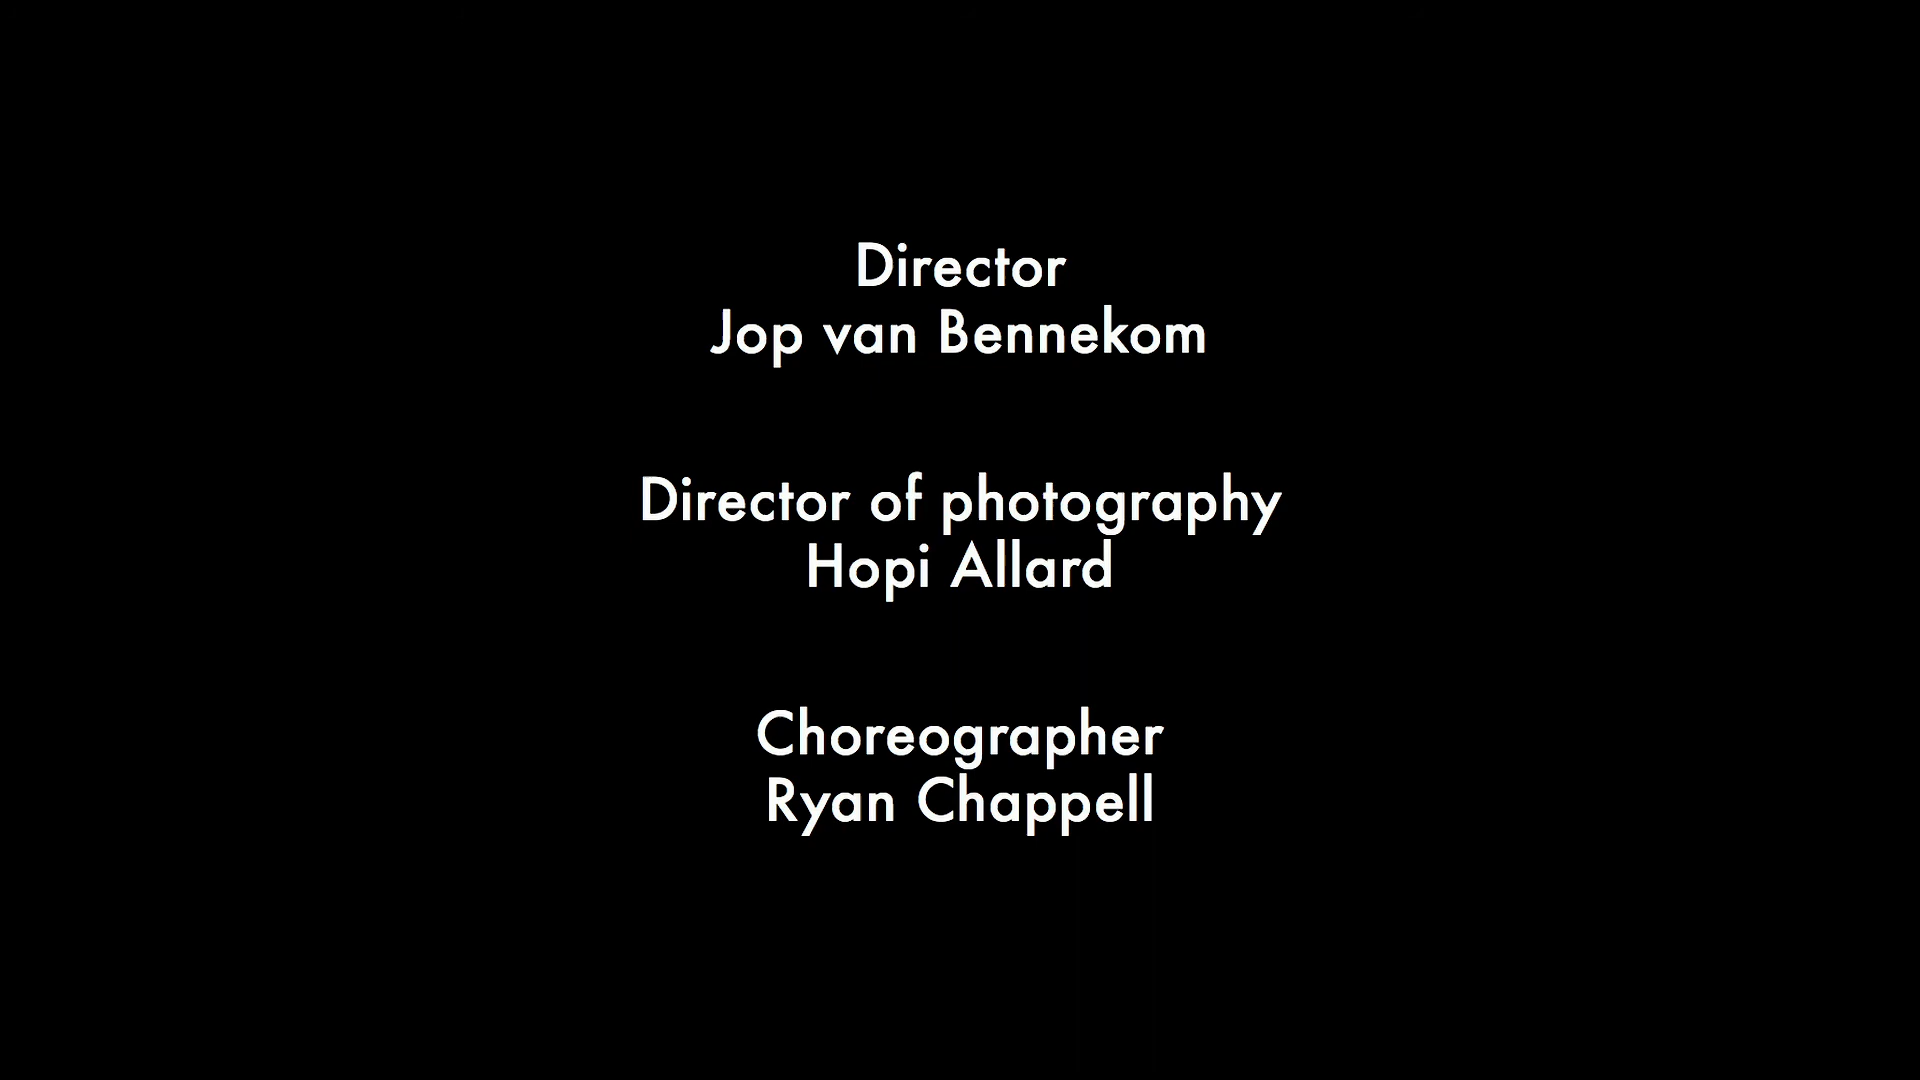 Director
Jop van Bennekom
Director of photography
Hopi Allard
Choreographer
Ryan Chappell